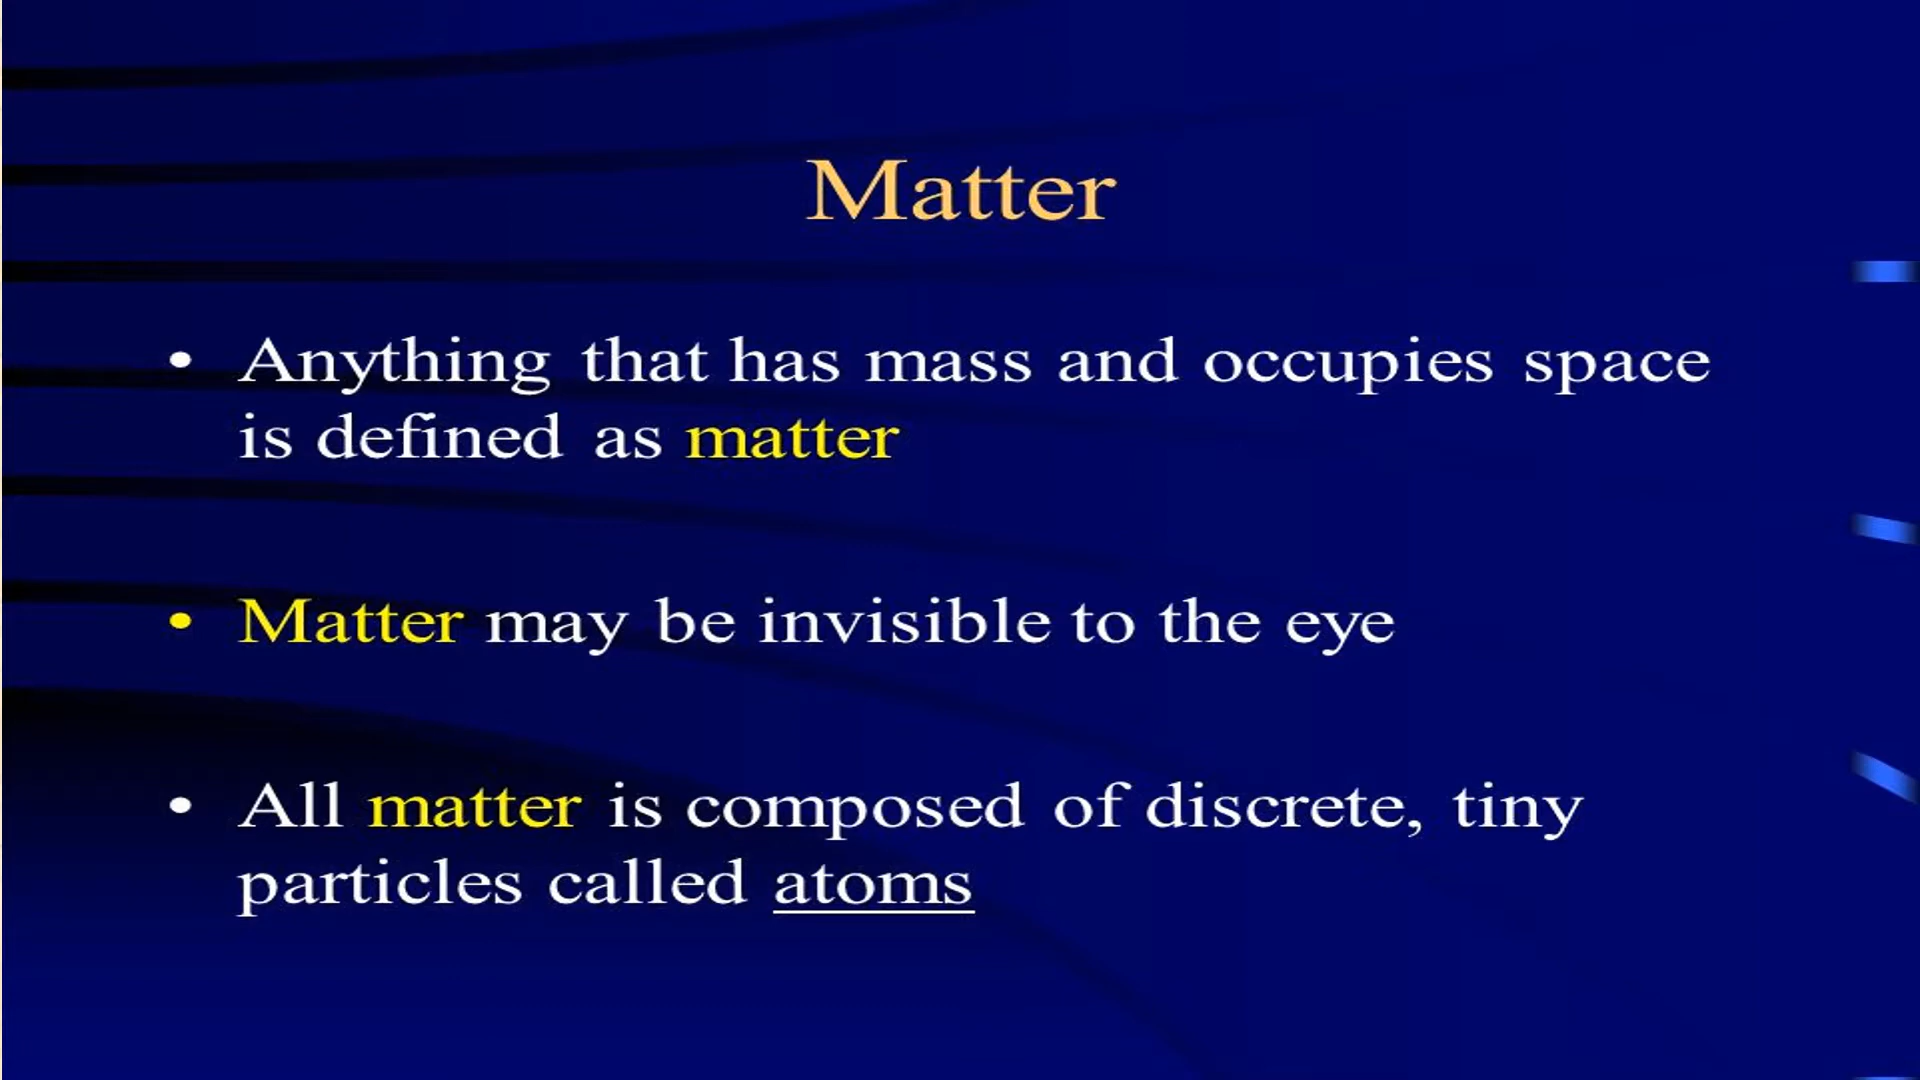 Matter
• Anything that has mass and occupies space
is defined as matter
• Matter may be invisible to the eye
• All matter is composed of discrete, tiny
particles called atoms